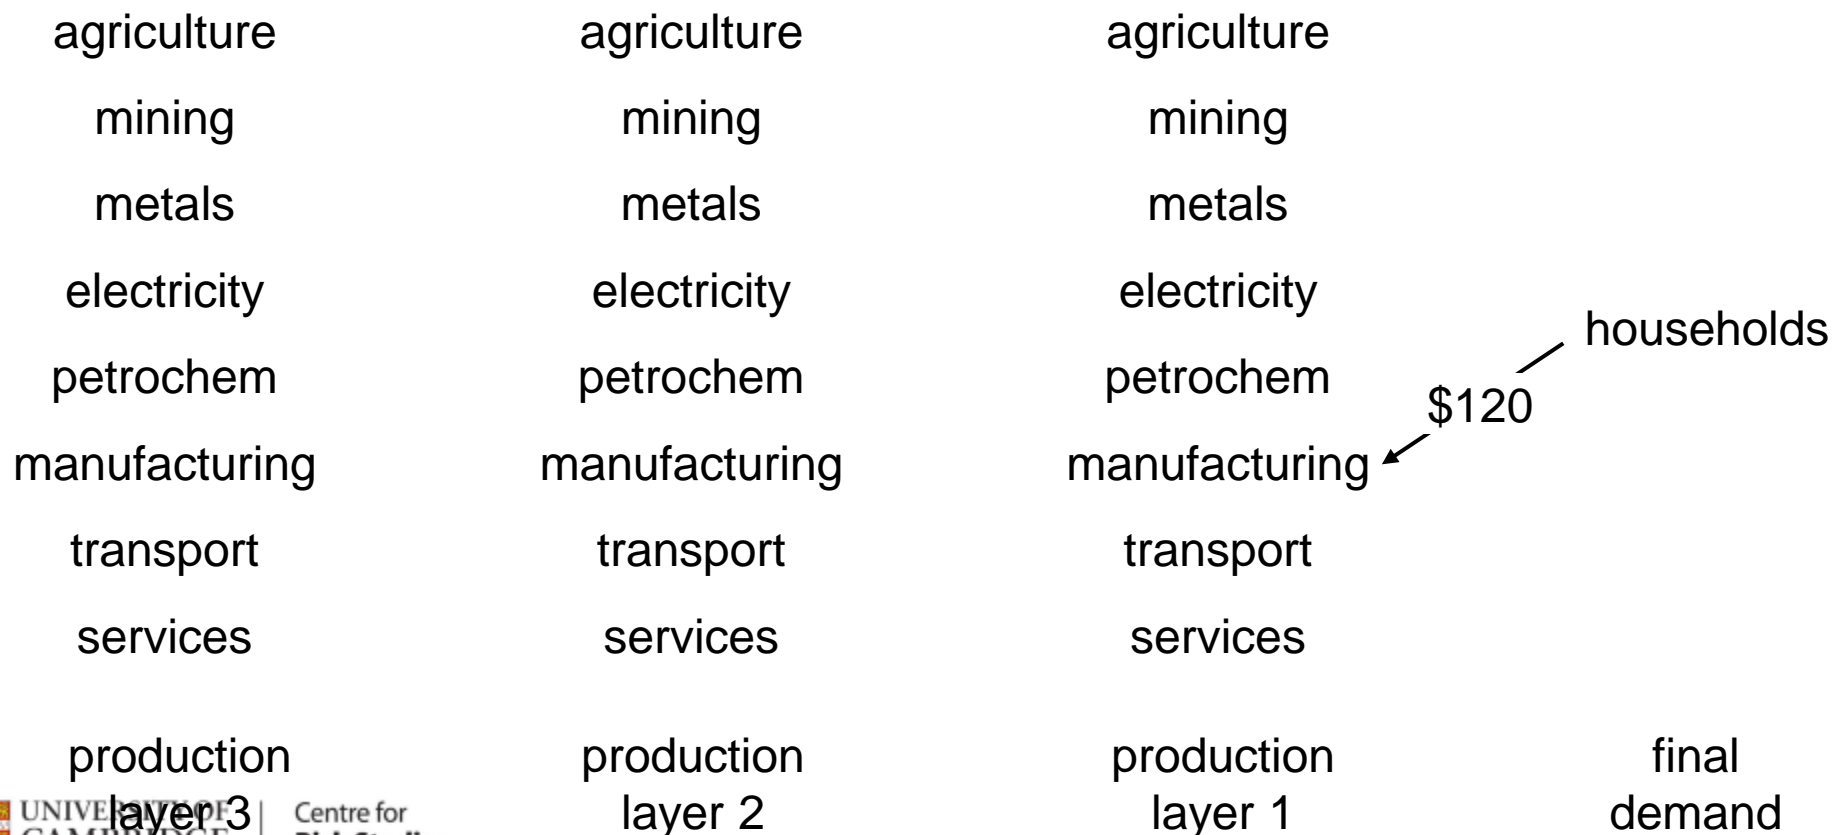 agriculture agriculture agriculture
mining mining mining
metals metals metals
electricity electricity electricity
households
petrochem petrochem petrochem
$120
manufacturing manufacturing manufacturing
transport transport transport
services services services
production production production final
layer 3 layer 2 layer 1 demand
UNIVERSITY OF
Centre for